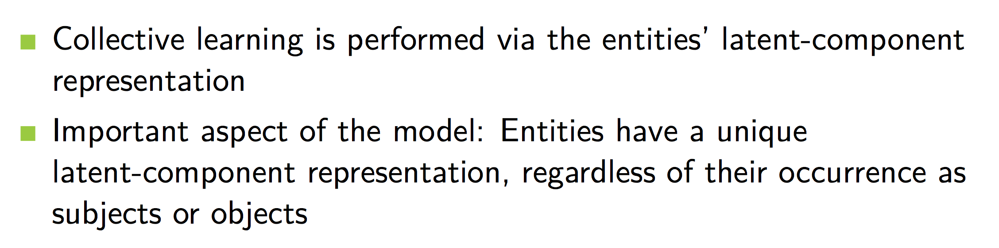 Collective learning is performed via the entities’ latent-component
representation
Important aspect of the model: Entities have a unique
latent-component representation, regardless of their occurrence as
subjects or objects